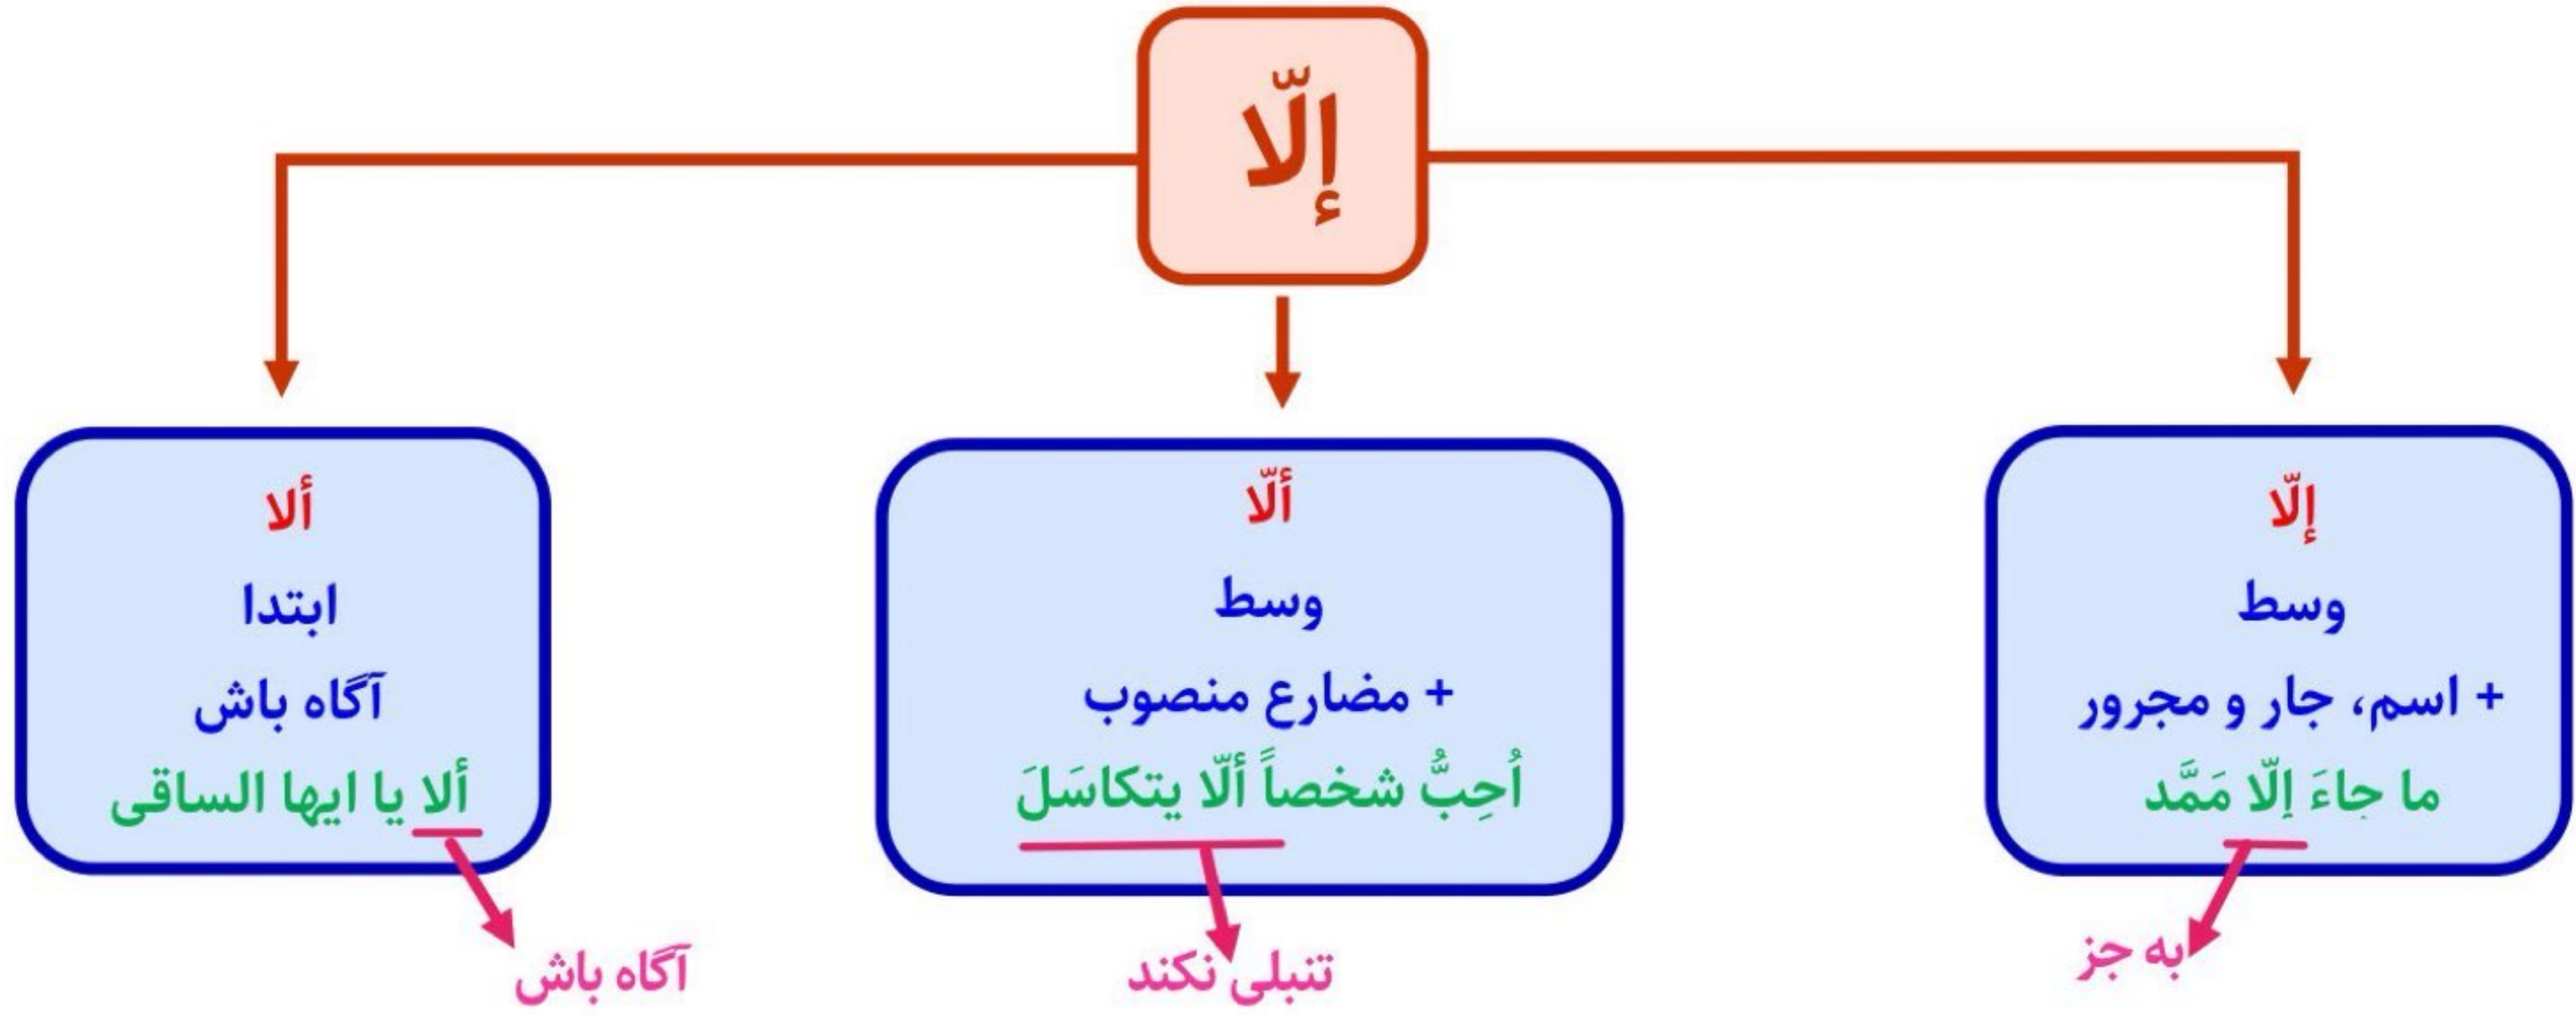 إلّا
إلّا
وسط
+ اسم، جار و مجرور
ما جاءَ إلّا مَمَّد
به جز
ألّا
وسط
+ مضارع منصوب
اُحِبُّ شخصاً ألّا یتکاسَلَ
تنبلی نکند
ألا
ابتدا
آگاه باش
ألا یا ایها الساقی
آگاه باش